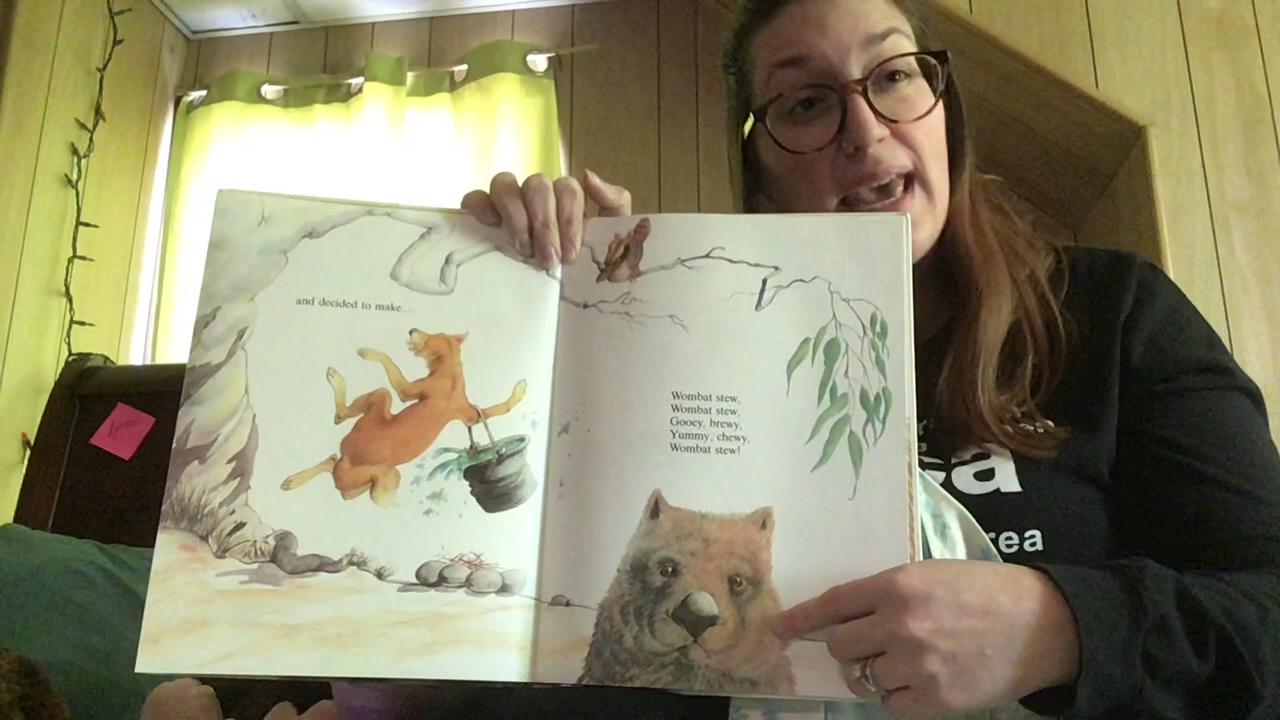 and decided to make...
Wombat stew,
Wombat stew,
Gooey, brewy,
Yummy, chewy,
Wombat stew!